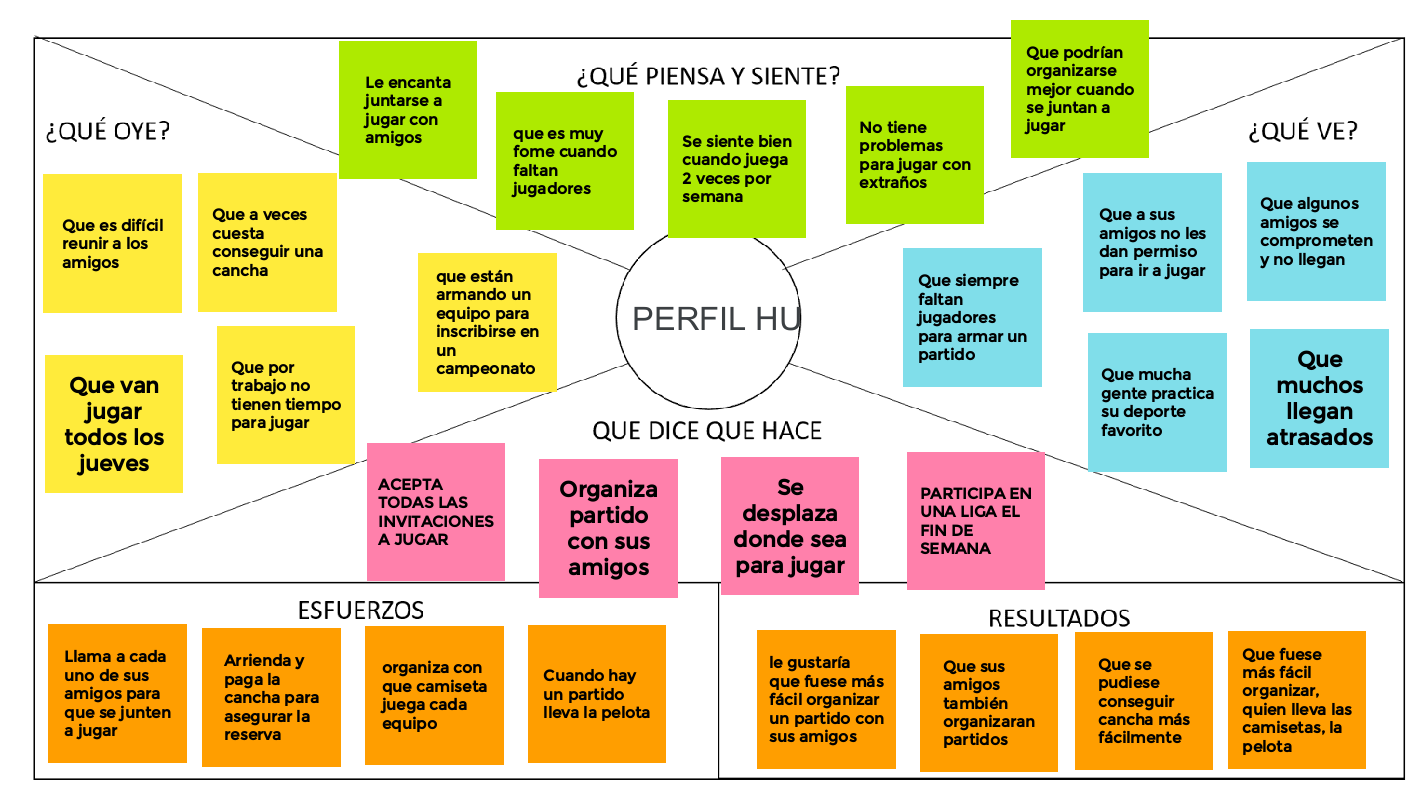 ¿QUÉ PIENSA Y SIENTE?
Le encanta
juntarse a
jugar con
amigos
que es muy
fome cuando
faltan
jugadores
Se siente bien
cuando juega
2 veces por
semana
No tiene
problemas
para jugar con
extraños
Que podrían
organizarse
mejor cuando
se juntan a
jugar
¿QUÉ OYE?
Que es difícil
reunir a los
amigos
Que a veces
cuesta
conseguir una
cancha
que están
armando un
equipo para
inscribirse en
un
campeonato
Que van
jugar
todos los
jueves
Que por
trabajo no
tienen tiempo
para jugar
PERFIL HU
¿QUÉ VE?
Que siempre
faltan
jugadores
para armar un
partido
Que a sus
amigos no les
dan permiso
para ir a jugar
Que algunos
amigos se
comprometen
y no llegan
Que mucha
gente practica
su deporte
favorito
Que
muchos
llegan
atrasados
QUE DICE QUE HACE
ACEPTA
TODAS LAS
INVITACIONES
A JUGAR
Organiza
partido
con sus
amigos
Se
desplaza
donde sea
para jugar
PARTICIPA EN
UNA LIGA EL
FIN DE
SEMANA
ESFUERZOS
Llama a cada
uno de sus
amigos para
que se junten
a jugar
Arrienda y
paga la
cancha para
asegurar la
reserva
organiza con
que camiseta
juega cada
equipo
Cuando hay
un partido
lleva la pelota
RESULTADOS
le gustaría
que fuese más
fácil organizar
un partido con
sus amigos
Que sus
amigos
también
organizaran
partidos
Que se
pudiese
conseguir
cancha más
fácilmente
Que fuese
más fácil
organizar,
quien lleva las
camisetas, la
pelota